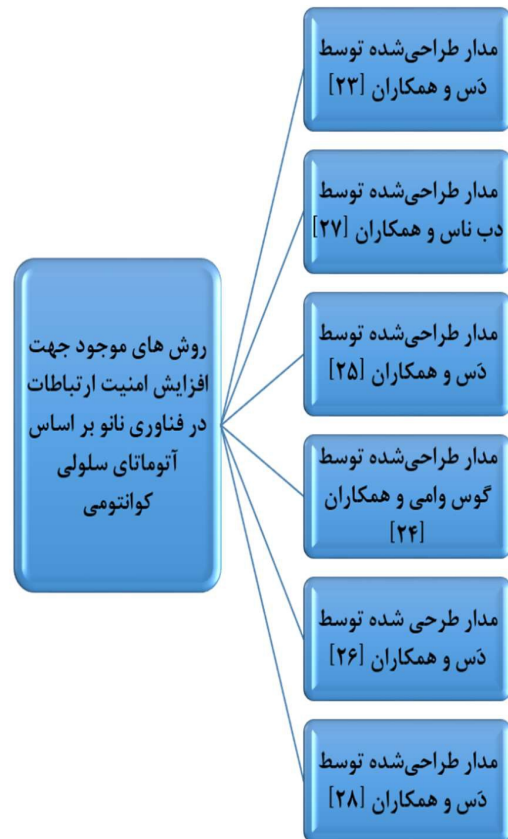 مدار طراحی‌شده توسط
دَس و همکاران [۲۳]
مدار طراحی‌شده توسط
دب ناس و همکاران [۲۷]
مدار طراحی‌شده توسط
دَس و همکاران [۲۵]
مدار طراحی‌شده توسط
گوس وامی و همکاران
[۲۴]
مدار طرحی شده توسط
دَس و همکاران [۲۶]
مدار طراحی‌شده توسط
دَس و همکاران [۲۸]
روش های موجود جهت
افزایش امنیت ارتباطات
در فناوری نانو بر اساس
آتوماتای سلولی
کوانتومی